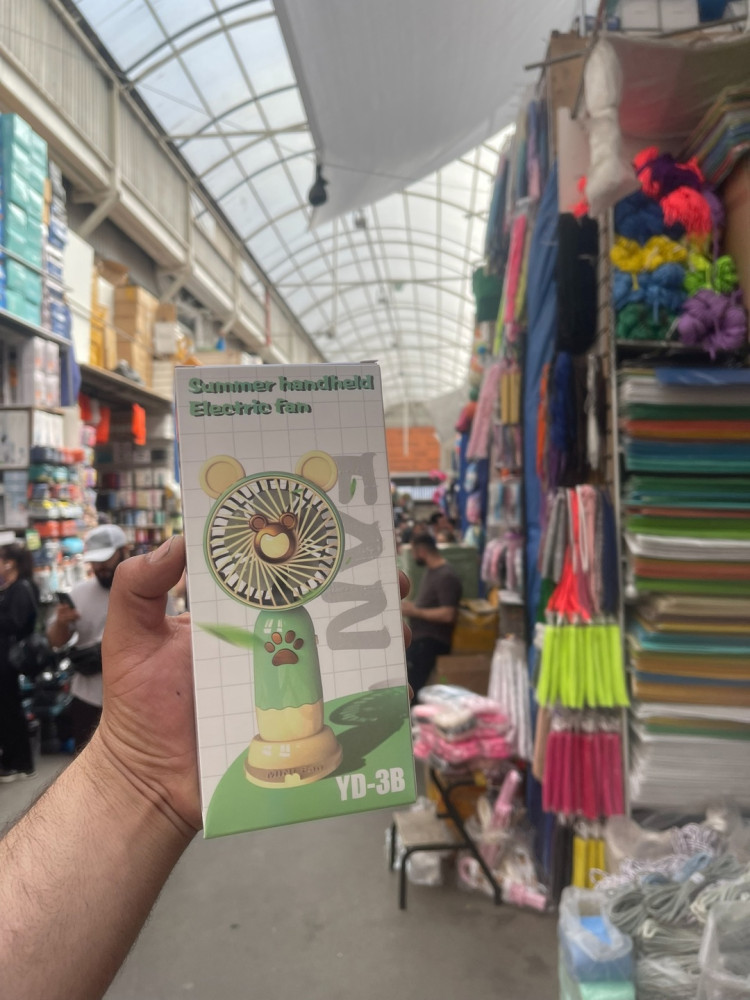 Summer handheld
Electric fan
FAN
YD-3B